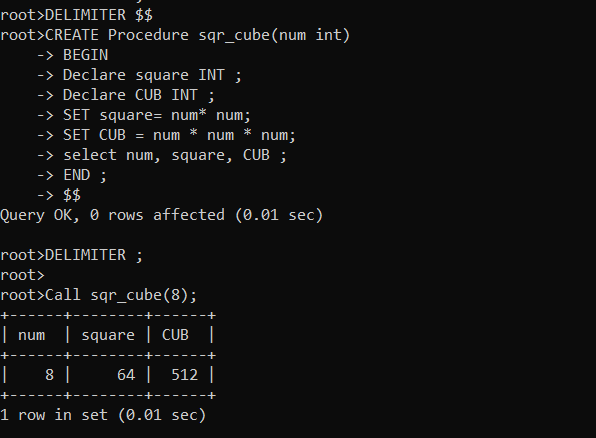 root>DELIMITER $$
root>CREATE Procedure sqr_cube(num int)
    -> BEGIN
    -> Declare square INT ;
    -> Declare CUB INT ;
    -> SET square= num* num;
    -> SET CUB = num * num * num;
    -> select num, square, CUB ;
    -> END ;
    -> $$
Query OK, 0 rows affected (0.01 sec)

root>DELIMITER ;
root>
root>Call sqr_cube(8);
+------+--------+------+
| num  | square | CUB  |
+------+--------+------+
|    8 |     64 |  512 |
+------+--------+------+
1 row in set (0.01 sec)